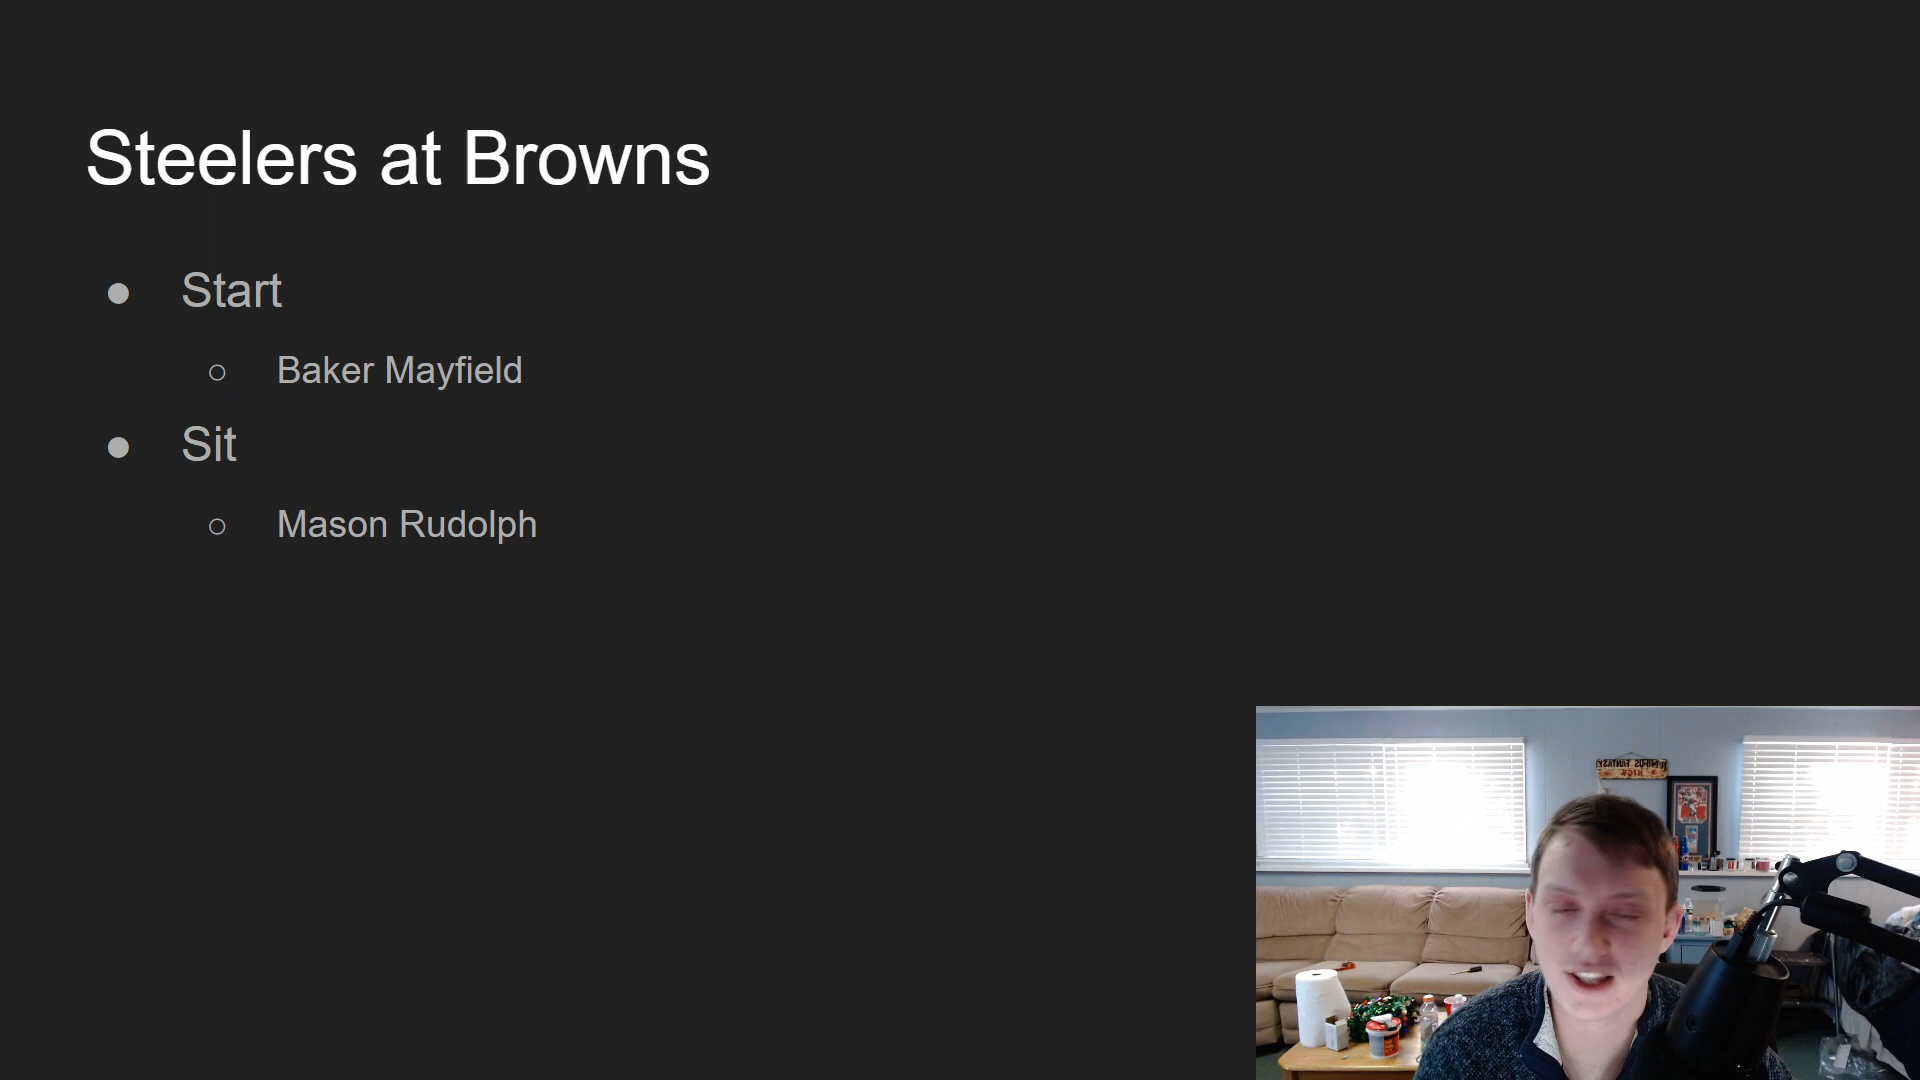 Steelers at Browns
Start
Baker Mayfield
Sit
Mason Rudolph